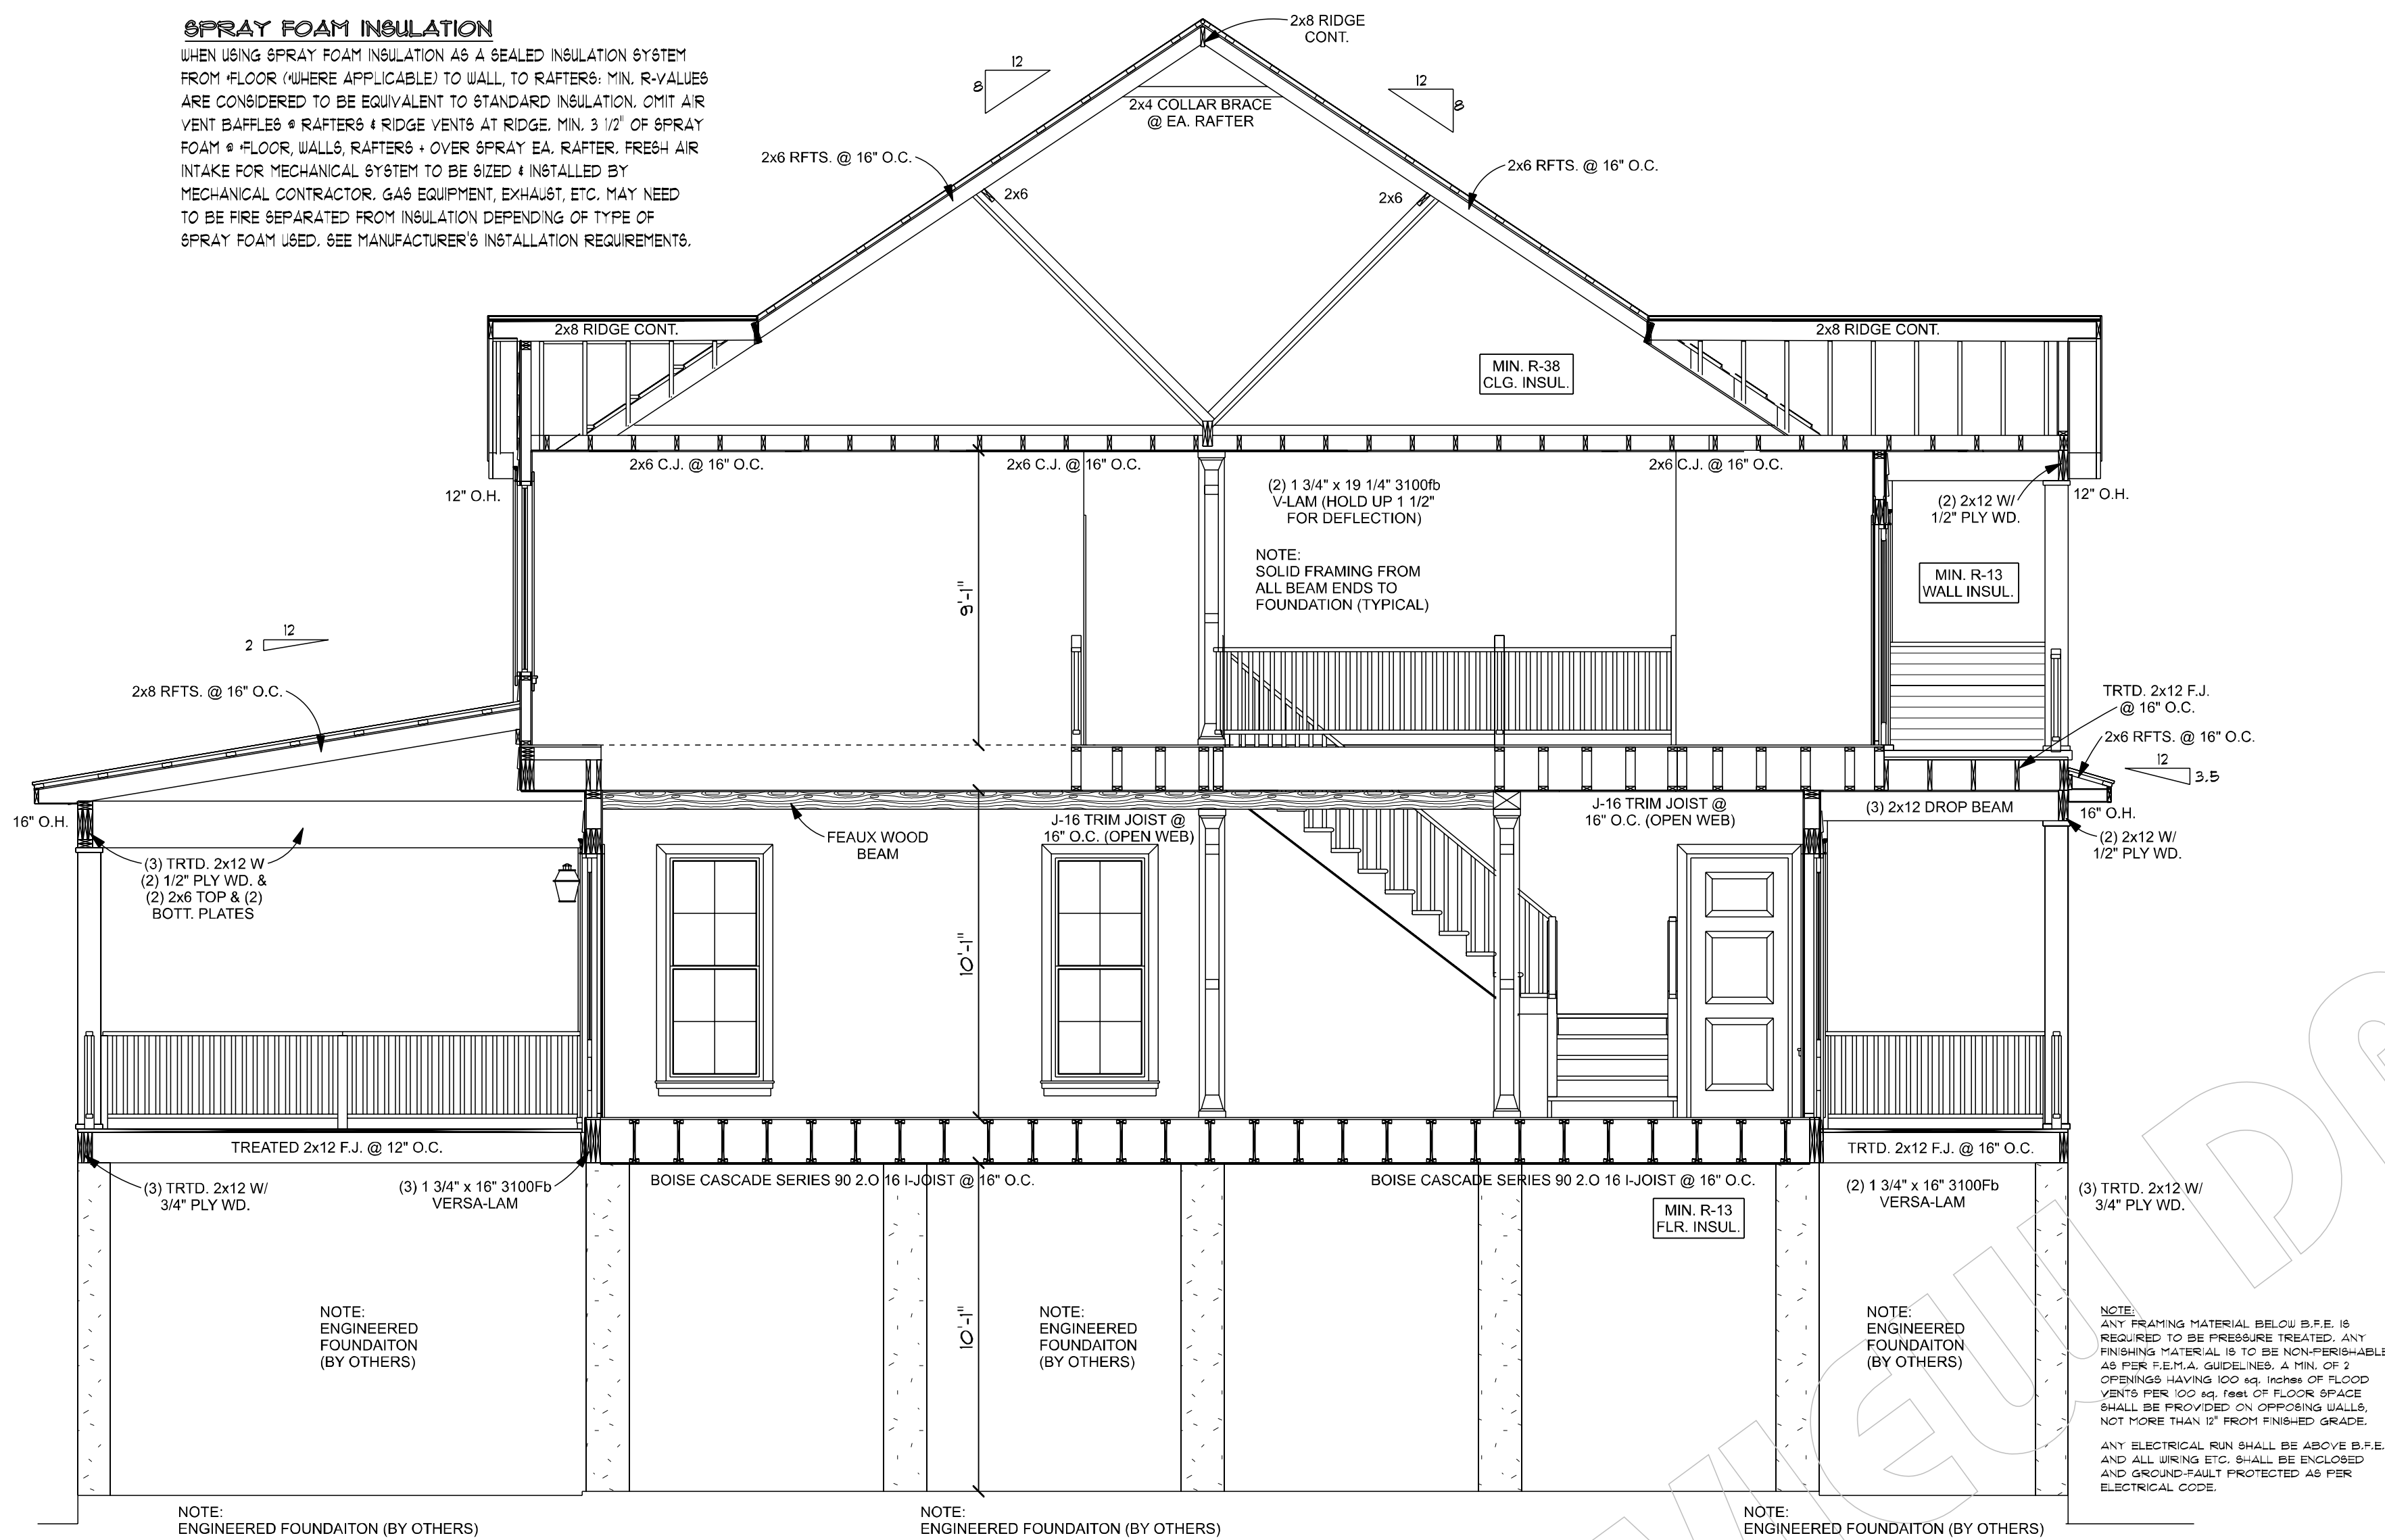 SPRAY FOAM INSULATION
WHEN USING SPRAY FOAM INSULATION AS A SEALED INSULATION SYSTEM
FROM *FLOOR (*WHERE APPLICABLE) TO WALL, TO RAFTERS: MIN. R-VALUES
ARE CONSIDERED TO BE EQUIVALENT TO STANDARD INSULATION. OMIT AIR
VENT BAFFLES @ RAFTERS & RIDGE VENTS AT RIDGE. MIN. 3 1/2" OF SPRAY
FOAM @ *FLOOR, WALLS, RAFTERS + OVER SPRAY EA. RAFTER. FRESH AIR
INTAKE FOR MECHANICAL SYSTEM TO BE SIZED & INSTALLED BY
MECHANICAL CONTRACTOR. GAS EQUIPMENT, EXHAUST, ETC. MAY NEED
TO BE FIRE SEPARATED FROM INSULATION DEPENDING OF TYPE OF
SPRAY FOAM USED. SEE MANUFACTURER'S INSTALLATION REQUIREMENTS.
2x8 RIDGE
CONT.
12
8
12
8
2x4 COLLAR BRACE
@ EA. RAFTER
2x6 RFTS. @ 16" O.C.
2x6 RFTS. @ 16" O.C.
2x6
2x6
2x8 RIDGE CONT.
2x8 RIDGE CONT.
MIN. R-38
CLG. INSUL.
2x6 C.J. @ 16" O.C.
2x6 C.J. @ 16" O.C.
2x6 C.J. @ 16" O.C.
12" O.H.
12" O.H.
(2) 1 3/4" x 19 1/4" 3100fb
V-LAM (HOLD UP 1 1/2"
FOR DEFLECTION)
(2) 2x12 W/
1/2" PLY WD.
NOTE:
SOLID FRAMING FROM
ALL BEAM ENDS TO
FOUNDATION (TYPICAL)
9'-1"
MIN. R-13
WALL INSUL.
12
2
2x8 RFTS. @ 16" O.C.
TRTD. 2x12 F.J.
@ 16" O.C.
2x6 RFTS. @ 16" O.C.
12
3.5
16" O.H.
FEAUX WOOD
BEAM
J-16 TRIM JOIST @
16" O.C. (OPEN WEB)
J-16 TRIM JOIST @
16" O.C. (OPEN WEB)
(3) 2x12 DROP BEAM
16" O.H.
(2) 2x12 W/
1/2" PLY WD.
(3) TRTD. 2x12 W
(2) 1/2" PLY WD. &
(2) 2x6 TOP & (2)
BOTT. PLATES
10'-1"
TREATED 2x12 F.J. @ 12" O.C.
TRTD. 2x12 F.J. @ 16" O.C.
(3) TRTD. 2x12 W/
3/4" PLY WD.
(3) 1 3/4" x 16" 3100Fb
VERSA-LAM
BOISE CASCADE SERIES 90 2.O 16 I-JOIST @ 16" O.C.
BOISE CASCADE SERIES 90 2.O 16 I-JOIST @ 16" O.C.
MIN. R-13
FLR. INSUL.
(2) 1 3/4" x 16" 3100Fb
VERSA-LAM
(3) TRTD. 2x12 W/
3/4" PLY WD.
10'-1"
NOTE:
ENGINEERED
FOUNDAITON
(BY OTHERS)
NOTE:
ENGINEERED
FOUNDAITON
(BY OTHERS)
NOTE:
ENGINEERED
FOUNDAITON
(BY OTHERS)
NOTE:
ANY FRAMING MATERIAL BELOW B.F.E. IS
REQUIRED TO BE PRESSURE TREATED. ANY
FINISHING MATERIAL IS TO BE NON-PERISHABLE
AS PER F.E.M.A. GUIDELINES. A MIN. OF 2
OPENINGS HAVING 100 sq. inches OF FLOOD
VENTS PER 100 sq. feet OF FLOOR SPACE
SHALL BE PROVIDED ON OPPOSING WALLS,
NOT MORE THAN 12" FROM FINISHED GRADE.
ANY ELECTRICAL RUN SHALL BE ABOVE B.F.E.
AND ALL WIRING ETC. SHALL BE ENCLOSED
AND GROUND-FAULT PROTECTED AS PER
ELECTRICAL CODE.
NOTE:
ENGINEERED FOUNDAITON (BY OTHERS)
NOTE:
ENGINEERED FOUNDAITON (BY OTHERS)
NOTE:
ENGINEERED FOUNDAITON (BY OTHERS)